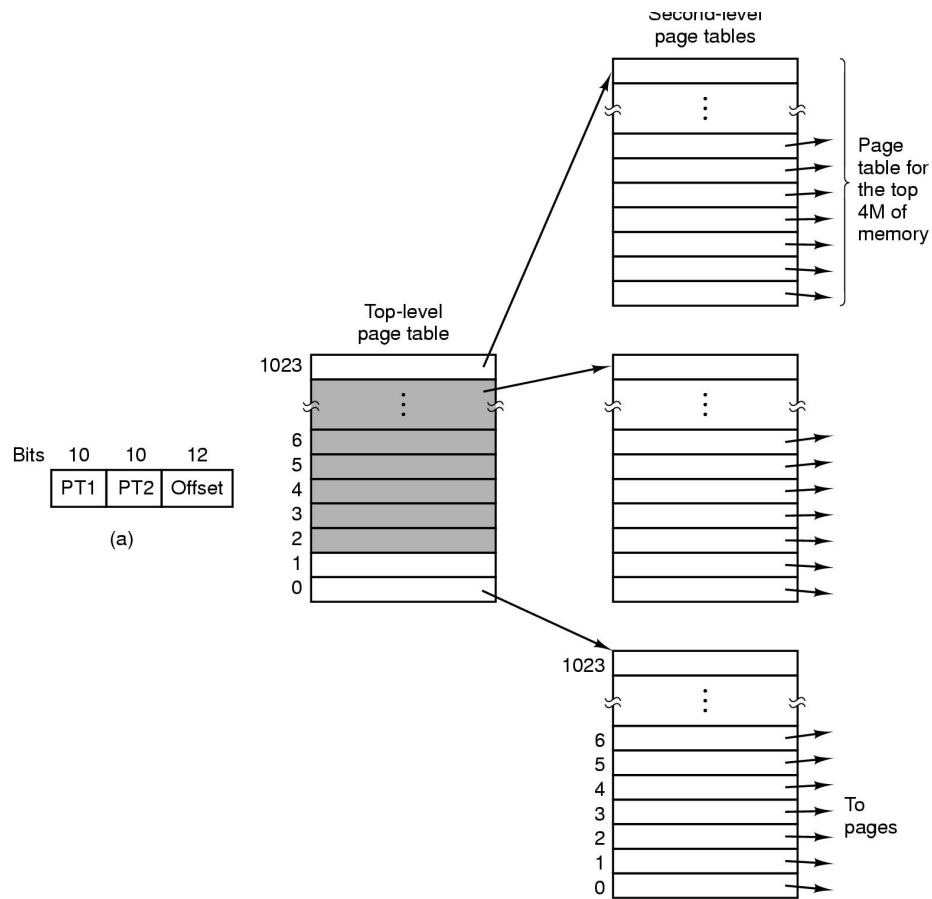 Second-level
page tables
Page
table for
the top
4M of
memory
Top-level
page table
1023
6
5
4
3
2
1
0
Bits 10 10 12
PT1 PT2 Offset
(a)
1023
6
5
4
3
2
1
0
To
pages